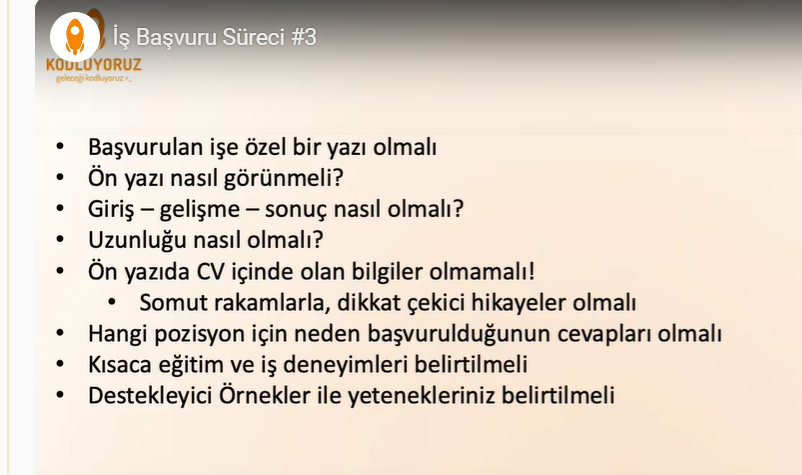 İş Başvuru Süreci #3
KODLUYORUZ
geleceği kodluyoruz >_
• Başvurulan işe özel bir yazı olmalı
• Ön yazı nasıl görünmeli?
• Giriş – gelişme – sonuç nasıl olmalı?
• Uzunluğu nasıl olmalı?
• Ön yazıda CV içinde olan bilgiler olmamalı!
• Somut rakamlarla, dikkat çekici hikayeler olmalı
• Hangi pozisyon için neden başvurulduğunun cevapları olmalı
• Kısaca eğitim ve iş deneyimleri belirtilmeli
• Destekleyici Örnekler ile yetenekleriniz belirtilmeli